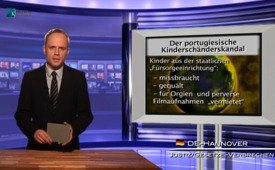 Der portugiesische
Kinderschänderskandal
Kinder aus der staatlichen
„Fürsorgeeinrichtung“:
– missbraucht
– gequält
– für Orgien und perverse
Filmaufnahmen „vermietet“
DE-HANNOVER
JUSTIZ/GESETZE-VERBRECHEN